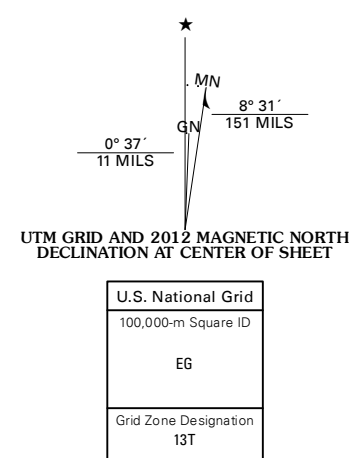 ★
MN
8° 31´
151 MILS
GN
0° 37´
11 MILS
UTM GRID AND 2012 MAGNETIC NORTH
DECLINATION AT CENTER OF SHEET
U.S. National Grid
100,000-m Square ID
EG
Grid Zone Designation
13T